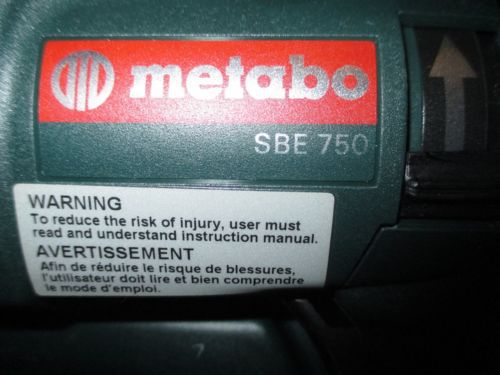 metabo
SBE 750
WARNING
To reduce the risk of injury, user must
read and understand instruction manual.
AVERTISSEMENT
Afin de réduire le risque de blessures,
l'utilisateur doit lire et bien comprendre
le mode d'emploi.